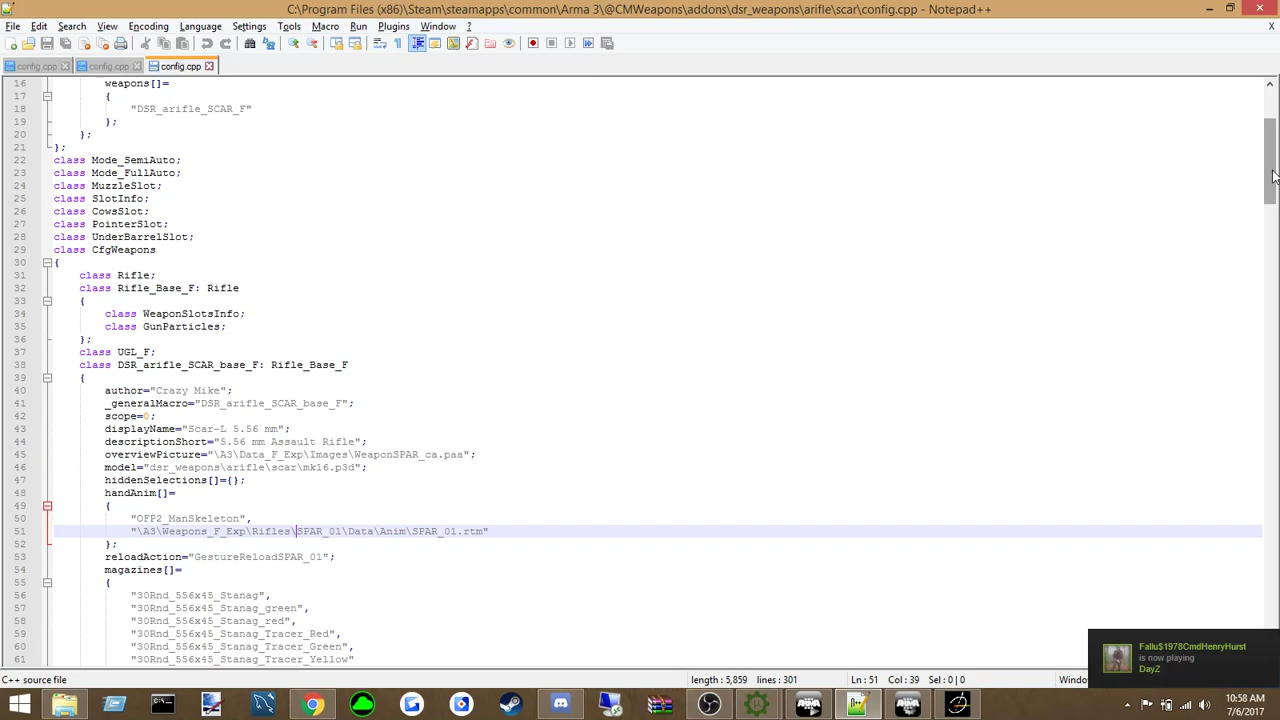 C:\Program Files (x86)\Steam\steamapps\common\Arma 3\@CMWeapons\addons\dsr_weapons\arifle\scar\config.cpp - Notepad++
File Edit Search View Encoding Language Settings Tools Macro Run Plugins Window ?
X
config.cpp config.cpp config.cpp
16 weapons[]=
17 {
18 "DSR_arifle_SCAR_F"
19 };
20 };
21 };
22 class Mode_SemiAuto;
23 class Mode_FullAuto;
24 class MuzzleSlot;
25 class SlotInfo;
26 class CowsSlot;
27 class PointerSlot;
28 class UnderBarrelSlot;
29 class CfgWeapons
30 {
31 class Rifle;
32 class Rifle_Base_F: Rifle
33 {
34 class WeaponSlotsInfo;
35 class GunParticles;
36 };
37 class UGL_F;
38 class DSR_arifle_SCAR_base_F: Rifle_Base_F
39 {
40 author="Crazy Mike";
41 _generalMacro="DSR_arifle_SCAR_base_F";
42 scope=0;
43 displayName="Scar-L 5.56 mm";
44 descriptionShort="5.56 mm Assault Rifle";
45 overviewPicture="\A3\Data_F_Exp\Images\WeaponSPAR_ca.paa";
46 model="dsr_weapons\arifle\scar\mk16.p3d";
47 hiddenSelections[]={};
48 handAnim[]=
49 {
50 "OFP2_ManSkeleton",
51 "\A3\Weapons_F_Exp\Rifles\SPAR_01\Data\Anim\SPAR_01.rtm"
52 };
53 reloadAction="GestureReloadSPAR_01";
54 magazines[]=
55 {
56 "30Rnd_556x45_Stanag",
57 "30Rnd_556x45_Stanag_green",
58 "30Rnd_556x45_Stanag_red",
59 "30Rnd_556x45_Stanag_Tracer_Red",
60 "30Rnd_556x45_Stanag_Tracer_Green",
61 "30Rnd_556x45_Stanag_Tracer_Yellow"
Fallu$1978CmdHenryHurst
is now playing
DayZ
C++ source file length : 5,859 lines : 301 Ln : 51 Col : 39 Sel : 0 | 0 Windo
10:58 AM
7/6/2017